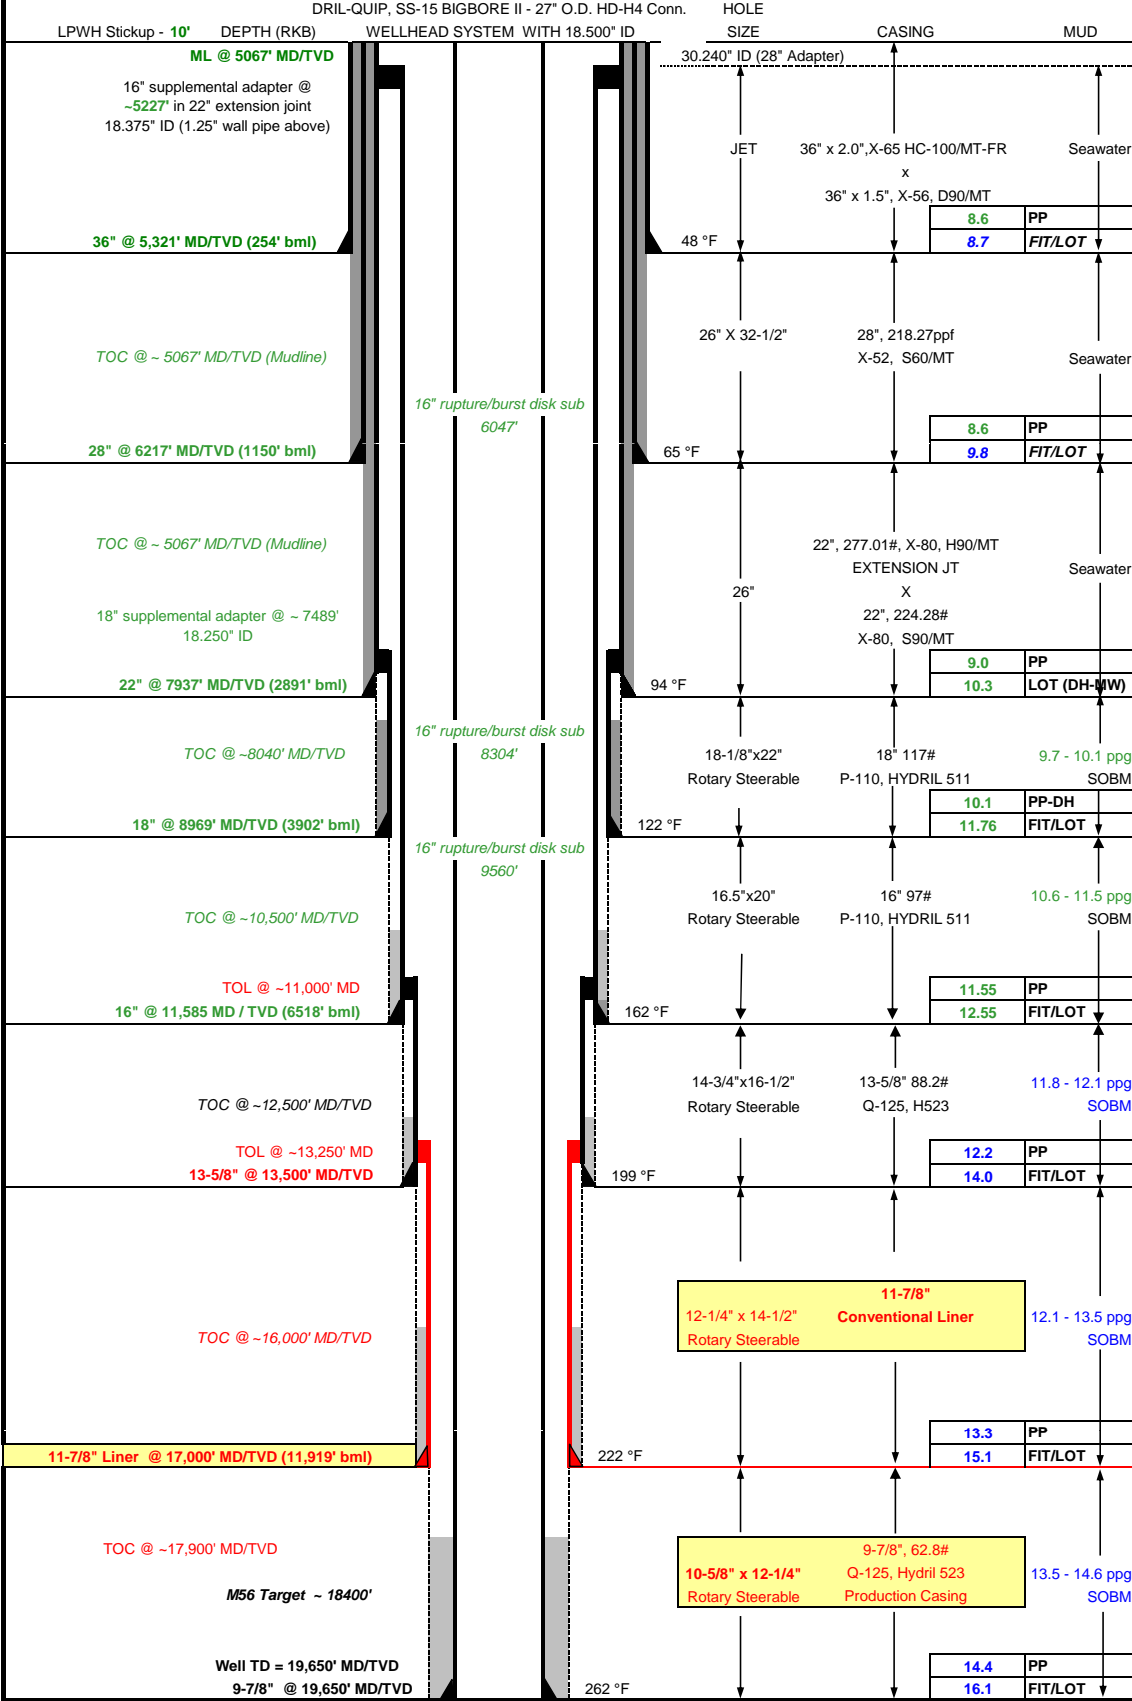 DRIL-QUIP, SS-15 BIGBORE II - 27" O.D. HD-H4 Conn. HOLE
LPWH Stickup - 10' DEPTH (RKB) WELLHEAD SYSTEM WITH 18.500" ID SIZE CASING MUD
ML @ 5067' MD/TVD
30.240" ID (28" Adapter)
16" supplemental adapter @
~5227' in 22" extension joint
18.375" ID (1.25" wall pipe above)
JET 36" x 2.0",X-65 HC-100/MT-FR Seawater
x
36" x 1.5", X-56, D90/MT
8.6 PP
36" @ 5,321' MD/TVD (254' bml) 48 °F 8.7 FIT/LOT
26" X 32-1/2" 28", 218.27ppf
TOC @ ~ 5067' MD/TVD (Mudline) X-52, S60/MT Seawater
16" rupture/burst disk sub
6047'
8.6 PP
28" @ 6217' MD/TVD (1150' bml) 65 °F 9.8 FIT/LOT
TOC @ ~ 5067' MD/TVD (Mudline) 22", 277.01#, X-80, H90/MT
EXTENSION JT Seawater
26" X
18" supplemental adapter @ ~ 7489' 22", 224.28#
18.250" ID X-80, S90/MT
9.0 PP
22" @ 7937' MD/TVD (2891' bml) 94 °F 10.3 LOT (DH-MW)
16" rupture/burst disk sub
TOC @ ~8040' MD/TVD 8304' 18-1/8"x22" 18" 117# 9.7 - 10.1 ppg
Rotary Steerable P-110, HYDRIL 511 SOBM
10.1 PP-DH
18" @ 8969' MD/TVD (3902' bml) 122 °F 11.76 FIT/LOT
16" rupture/burst disk sub
9560'
16.5"x20" 16" 97# 10.6 - 11.5 ppg
TOC @ ~10,500' MD/TVD Rotary Steerable P-110, HYDRIL 511 SOBM
TOL @ ~11,000' MD 11.55 PP
16" @ 11,585 MD / TVD (6518' bml) 162 °F 12.55 FIT/LOT
14-3/4"x16-1/2" 13-5/8" 88.2# 11.8 - 12.1 ppg
TOC @ ~12,500' MD/TVD Rotary Steerable Q-125, H523 SOBM
TOL @ ~13,250' MD 12.2 PP
13-5/8" @ 13,500' MD/TVD 199 °F 14.0 FIT/LOT
11-7/8"
12-1/4" x 14-1/2" Conventional Liner 12.1 - 13.5 ppg
TOC @ ~16,000' MD/TVD Rotary Steerable SOBM
13.3 PP
11-7/8" Liner @ 17,000' MD/TVD (11,919' bml) 222 °F 15.1 FIT/LOT
TOC @ ~17,900' MD/TVD 9-7/8", 62.8#
10-5/8" x 12-1/4" Q-125, Hydril 523 13.5 - 14.6 ppg
M56 Target ~ 18400' Rotary Steerable Production Casing SOBM
Well TD = 19,650' MD/TVD 14.4 PP
9-7/8" @ 19,650' MD/TVD 262 °F 16.1 FIT/LOT